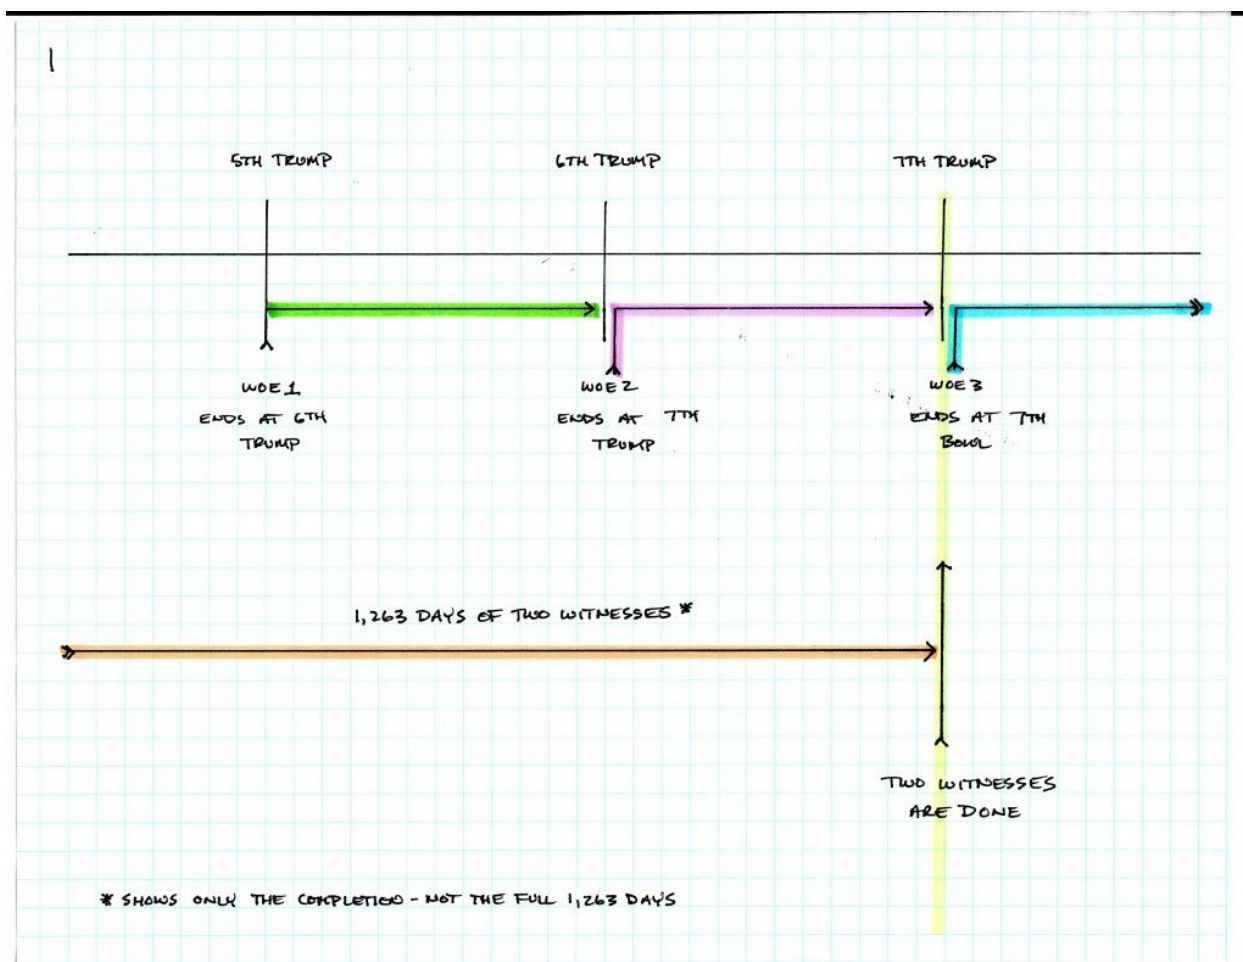 1
5TH TRUMP
6TH TRUMP
7TH TRUMP
WOE 1
ENDS AT 6TH
TRUMP
WOE 2
ENDS AT 7TH
TRUMP
WOE 3
ENDS AT 7TH
BOWL
1,263 DAYS OF TWO WITNESSES *
TWO WITNESSES
ARE DONE
* SHOWS ONLY THE COMPLETION - NOT THE FULL 1,263 DAYS